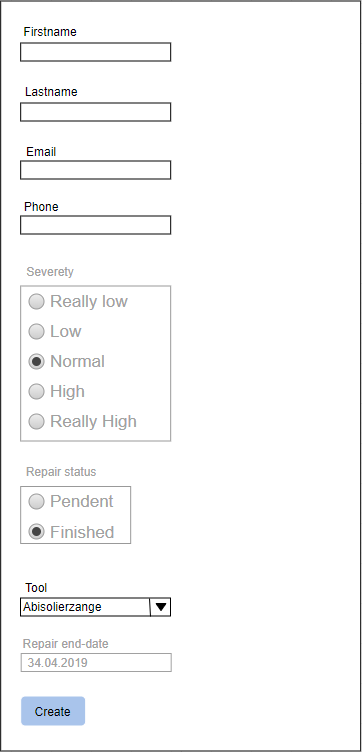 Firstname
Lastname
Email
Phone
Severety
Really low
Low
Normal
High
Really High
Repair status
Pendent
Finished
Tool
Abisolierzange
Repair end-date
34.04.2019
Create